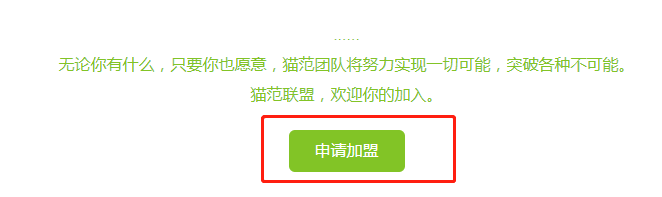 ......
无论你有什么，只要你也愿意，猫范团队将努力实现一切可能，突破各种不可能。
猫范联盟，欢迎你的加入。
申请加盟